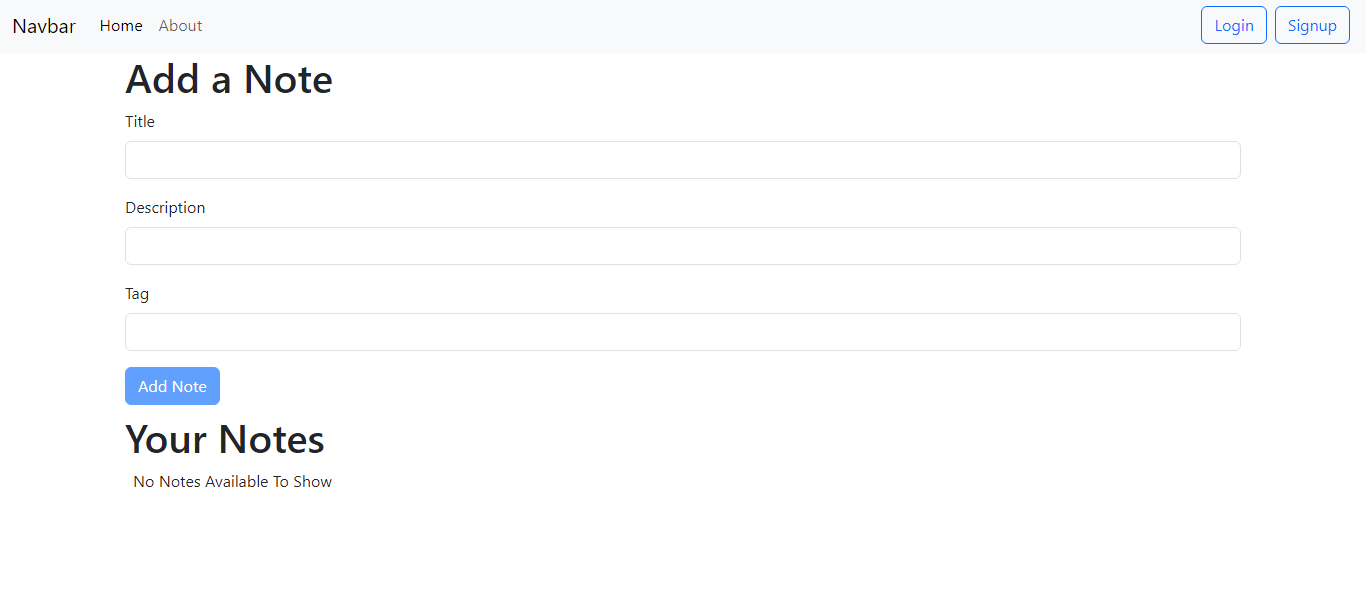 Navbar Home About Login Signup
Add a Note
Title
Description
Tag
Add Note
Your Notes
No Notes Available To Show